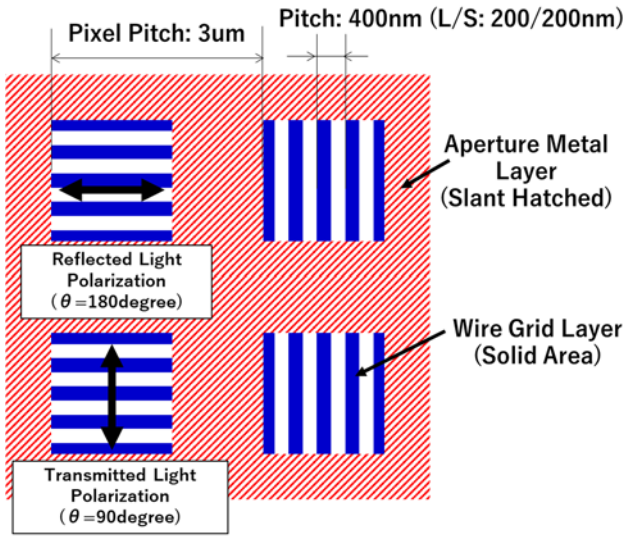 Pixel Pitch: 3um
Pitch: 400nm (L/S: 200/200nm)
Aperture Metal
Layer
(Slant Hatched)
Reflected Light
Polarization
(θ=180degree)
Wire Grid Layer
(Solid Area)
Transmitted Light
Polarization
(θ=90degree)